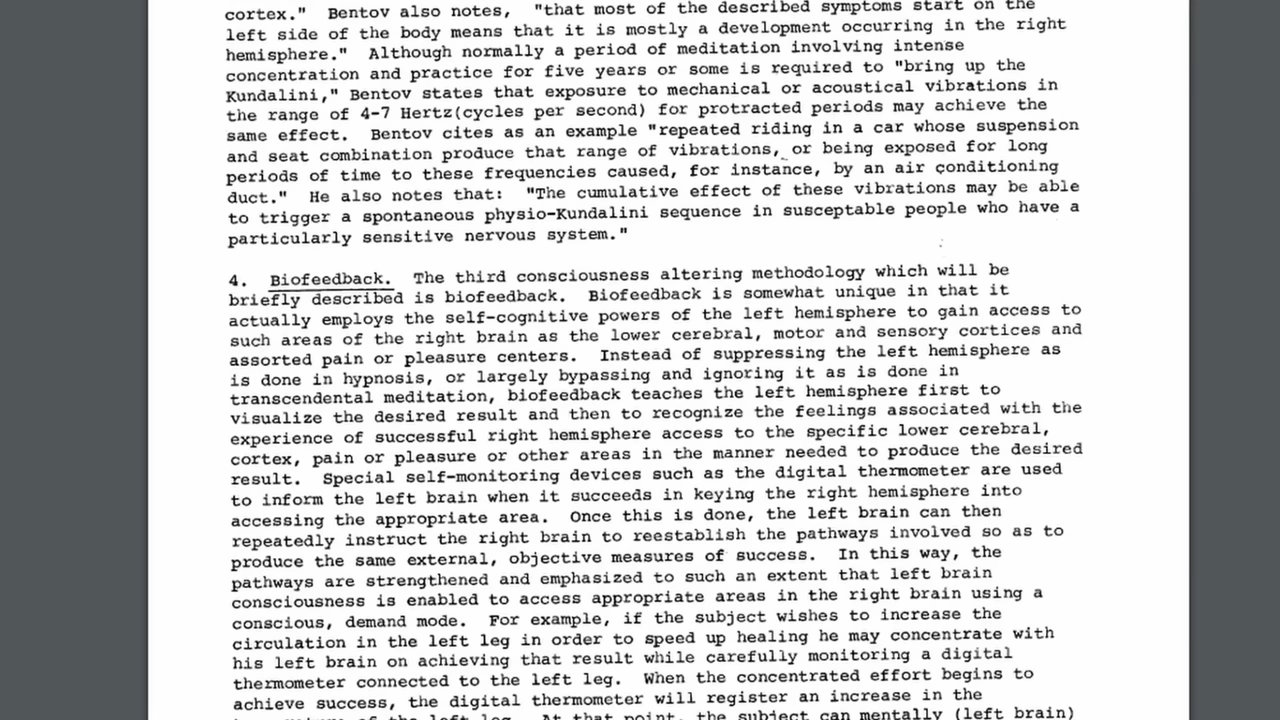 cortex."  Bentov also notes,  "that most of the described symptoms start on the
left side of the body means that it is mostly a development occurring in the right
hemisphere."  Although normally a period of meditation involving intense
concentration and practice for five years or some is required to "bring up the
Kundalini," Bentov states that exposure to mechanical or acoustical vibrations in
the range of 4-7 Hertz(cycles per second) for protracted periods may achieve the
same effect.  Bentov cites as an example "repeated riding in a car whose suspension
and seat combination produce that range of vibrations, or being exposed for long
periods of time to these frequencies caused, for instance, by an air conditioning
duct."  He also notes that:  "The cumulative effect of these vibrations may be able
to trigger a spontaneous physio-Kundalini sequence in susceptable people who have a
particularly sensitive nervous system."
4.  Biofeedback.  The third consciousness altering methodology which will be
briefly described is biofeedback.  Biofeedback is somewhat unique in that it
actually employs the self-cognitive powers of the left hemisphere to gain access to
such areas of the right brain as the lower cerebral, motor and sensory cortices and
assorted pain or pleasure centers.  Instead of suppressing the left hemisphere as
is done in hypnosis, or largely bypassing and ignoring it as is done in
transcendental meditation, biofeedback teaches the left hemisphere first to
visualize the desired result and then to recognize the feelings associated with the
experience of successful right hemisphere access to the specific lower cerebral,
cortex, pain or pleasure or other areas in the manner needed to produce the desired
result.  Special self-monitoring devices such as the digital thermometer are used
to inform the left brain when it succeeds in keying the right hemisphere into
accessing the appropriate area.  Once this is done, the left brain can then
repeatedly instruct the right brain to reestablish the pathways involved so as to
produce the same external, objective measures of success.  In this way, the
pathways are strengthened and emphasized to such an extent that left brain
consciousness is enabled to access appropriate areas in the right brain using a
conscious, demand mode.  For example, if the subject wishes to increase the
circulation in the left leg in order to speed up healing he may concentrate with
his left brain on achieving that result while carefully monitoring a digital
thermometer connected to the left leg.  When the concentrated effort begins to
achieve success, the digital thermometer will register an increase in the
of the left leg.  At that point, the subject can mentally (left brain)